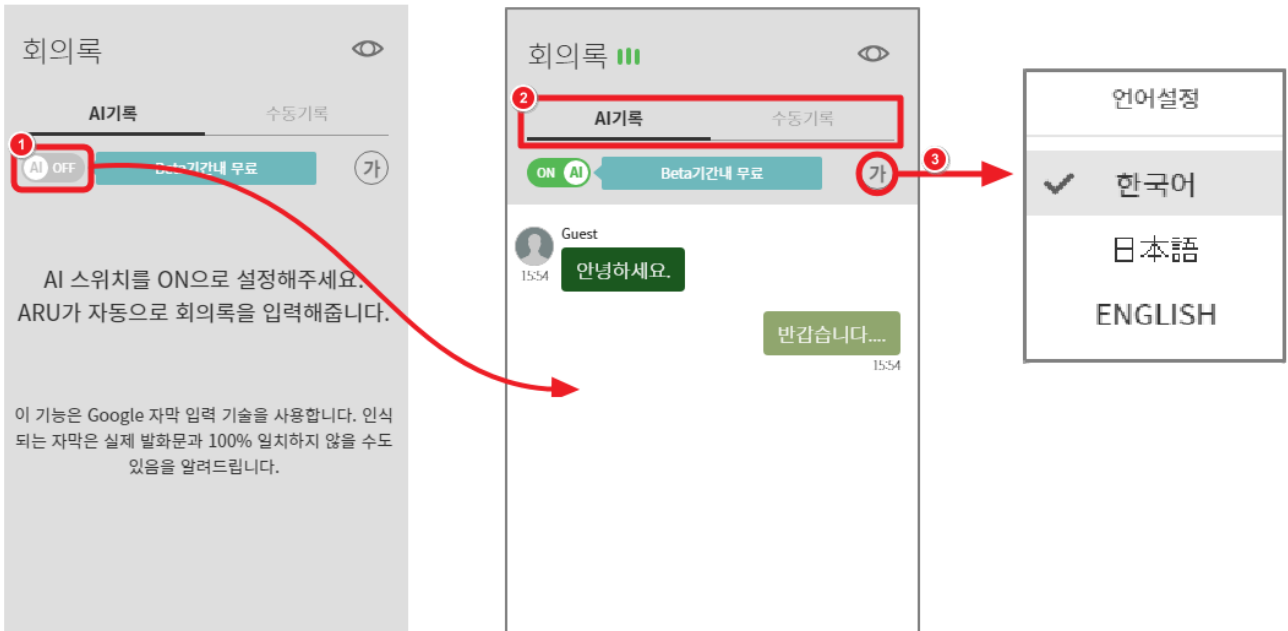 회의록
AI기록 수동기록
1
AI OFF Beta기간내 무료 가
AI 스위치를 ON으로 설정해주세요.
ARU가 자동으로 회의록을 입력해줍니다.
이 기능은 Google 자막 입력 기술을 사용합니다. 인식
되는 자막은 실제 발화문과 100% 일치하지 않을 수도
있음을 알려드립니다.
회의록
2
AI기록 수동기록
ON AI Beta기간내 무료 가
3
Guest
안녕하세요.
15:54
반갑습니다....
15:54
언어설정
한국어
日本語
ENGLISH